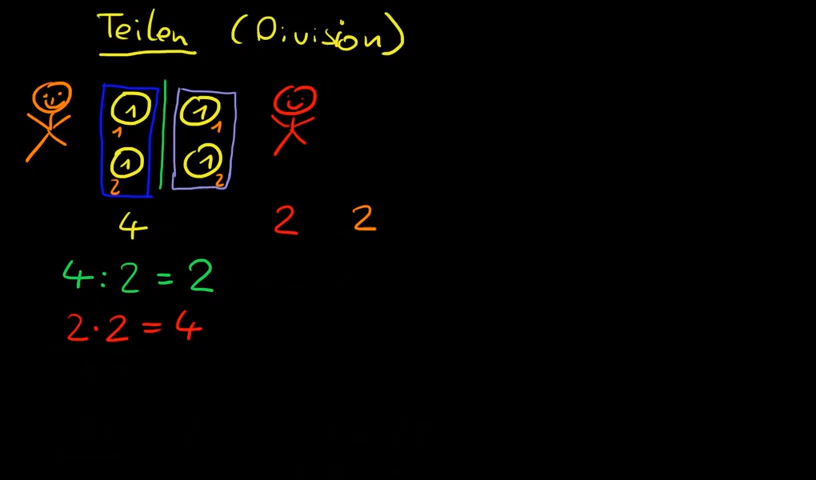 Teilen (Division)
1 1
1 1
1 1
2 2
4 2 2
4 : 2 = 2
2 · 2 = 4